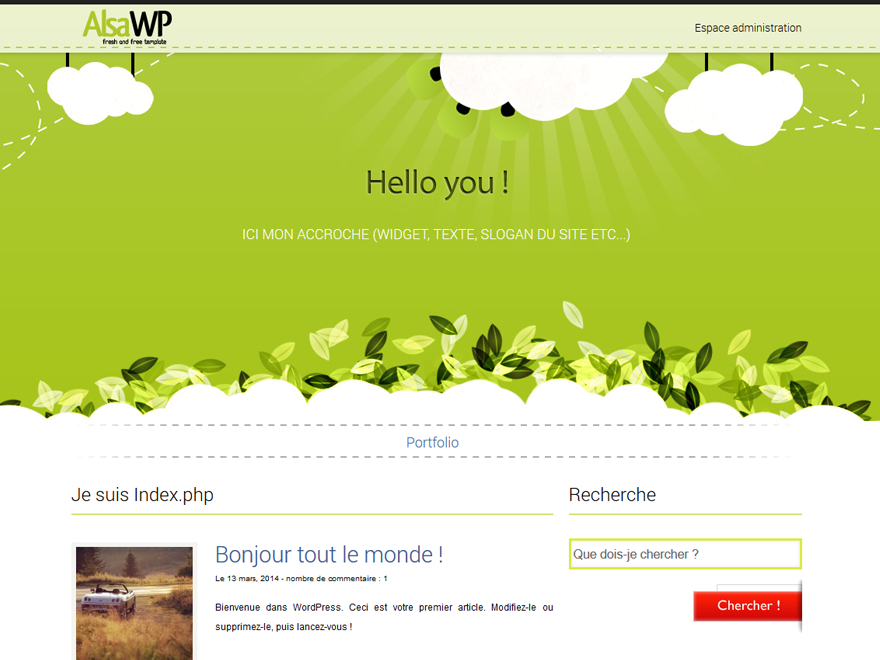 AlsaWP
fresh and free template
Espace administration
Hello you !
ICI MON ACCROCHE (WIDGET, TEXTE, SLOGAN DU SITE ETC...)
Portfolio
Je suis Index.php
Recherche
Bonjour tout le monde !
Le 13 mars, 2014 - nombre de commentaire : 1
Bienvenue dans WordPress. Ceci est votre premier article. Modifiez-le ou
supprimez-le, puis lancez-vous !
Que dois-je chercher ?
Chercher !